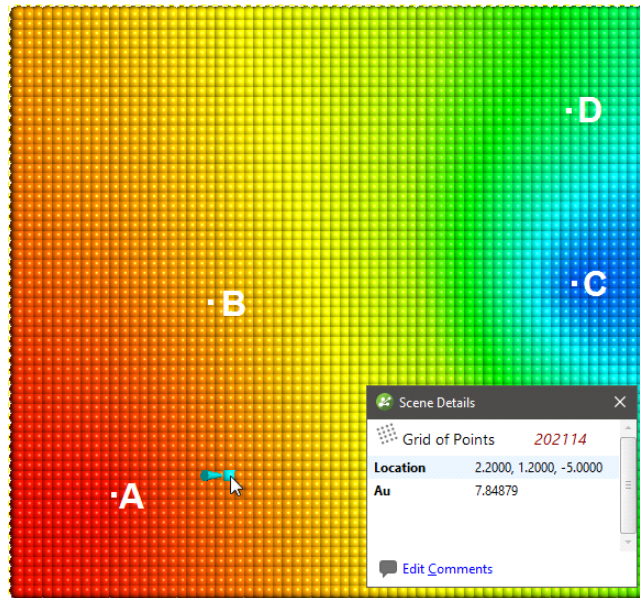 D
C
B
Scene Details
Grid of Points 202114
Location 2.2000, 1.2000, -5.0000
Au 7.84879
A
Edit Comments